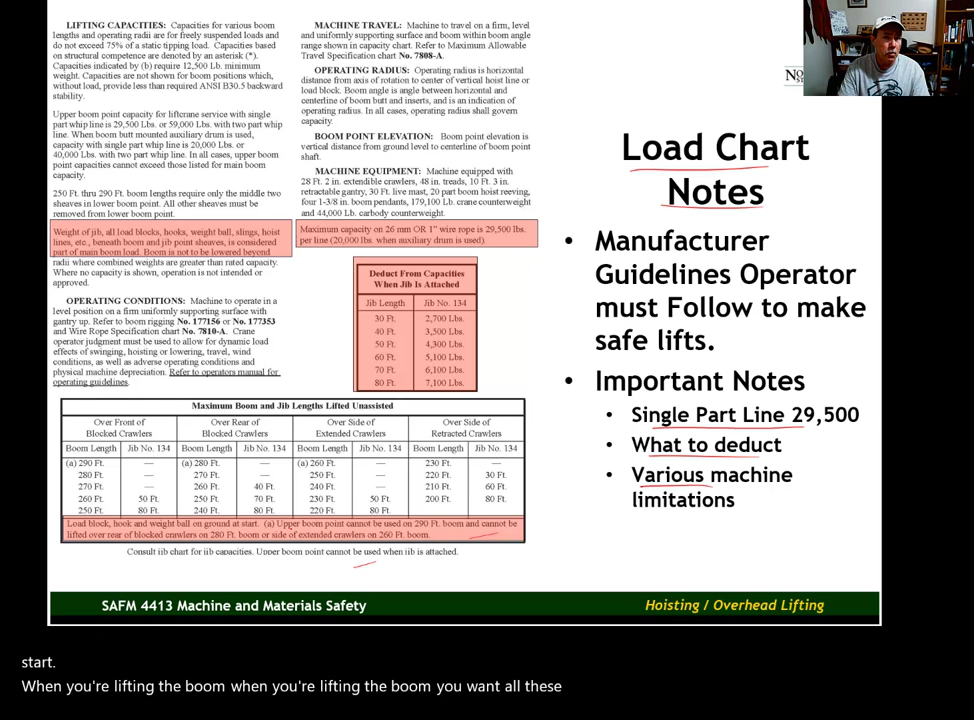 LIFTING CAPACITIES: Capacities for various boom
lengths and operating radii are for freely suspended loads and
do not exceed 75% of a static tipping load. Capacities based
on structural competence are denoted by an asterisk (*).
Capacities indicated by (b) require 12,500 Lb. minimum
weight. Capacities are not shown for boom positions which,
without load, provide less than required ANSI B30.5 backward
stability.
Upper boom point capacity for liftcrane service with single
part whip line is 29,500 Lbs. or 59,000 Lbs. with two part whip
line. When boom butt mounted auxiliary drum is used,
capacity with single part whip line is 20,000 Lbs. or
40,000 Lbs. with two part whip line. In all cases, upper boom
point capacities cannot exceed those listed for main boom
capacity.
250 Ft. thru 290 Ft. boom lengths require only the middle two
sheaves in lower boom point. All other sheaves must be
removed from lower boom point.
Weight of jib, all load blocks, hooks, weight ball, slings, hoist
lines, etc., beneath boom and jib point sheaves, is considered
part of main boom load. Boom is not to be lowered beyond
radii where combined weights are greater than rated capacity.
Where no capacity is shown, operation is not intended or
approved.
OPERATING CONDITIONS: Machine to operate in a
level position on a firm uniformly supporting surface with
gantry up. Refer to boom rigging No. 177156 or No. 177353
and Wire Rope Specification chart No. 7810-A. Crane
operator judgment must be used to allow for dynamic load
effects of swinging, hoisting or lowering, travel, wind
conditions, as well as adverse operating conditions and
physical machine depreciation. Refer to operators manual for
operating guidelines.
MACHINE TRAVEL: Machine to travel on a firm, level
and uniformly supporting surface and boom within boom angle
range shown in capacity chart. Refer to Maximum Allowable
Travel Specification chart No. 7808-A.
OPERATING RADIUS: Operating radius is horizontal
distance from axis of rotation to center of vertical hoist line or
load block. Boom angle is angle between horizontal and
centerline of boom butt and inserts, and is an indication of
operating radius. In all cases, operating radius shall govern
capacity.
BOOM POINT ELEVATION: Boom point elevation is
vertical distance from ground level to centerline of boom point
shaft.
MACHINE EQUIPMENT: Machine equipped with
28 Ft. 2 in. extendible crawlers, 48 in. treads, 10 Ft. 3 in.
retractable gantry, 30 Ft. live mast, 20 part boom hoist reeving,
four 1-3/8 in. boom pendants, 179,100 Lb. crane counterweight
and 44,000 Lb. carbody counterweight.
Maximum capacity on 26 mm OR 1" wire rope is 29,500 lbs.
per line (20,000 lbs. when auxiliary drum is used).
Deduct From Capacities
When Jib Is Attached
Jib Length Jib No. 134
30 Ft. 2,700 Lbs.
40 Ft. 3,500 Lbs.
50 Ft. 4,300 Lbs.
60 Ft. 5,100 Lbs.
70 Ft. 6,100 Lbs.
80 Ft. 7,100 Lbs.
Maximum Boom and Jib Lengths Lifted Unassisted
Over Front of Over Rear of Over Side of Over Side of
Blocked Crawlers Blocked Crawlers Extended Crawlers Retracted Crawlers
Boom Length Jib No. 134 Boom Length Jib No. 134 Boom Length Jib No. 134 Boom Length Jib No. 134
(a) 290 Ft. — (a) 280 Ft. — (a) 260 Ft. — 230 Ft. —
280 Ft. — 270 Ft. — 250 Ft. — 220 Ft. 30 Ft.
270 Ft. — 260 Ft. 40 Ft. 240 Ft. — 210 Ft. 60 Ft.
260 Ft. 50 Ft. 250 Ft. 70 Ft. 230 Ft. 50 Ft. 200 Ft. 80 Ft.
250 Ft. 80 Ft. 240 Ft. 80 Ft. 220 Ft. 80 Ft.
Load block, hook and weight ball on ground at start. (a) Upper boom point cannot be used on 290 Ft. boom and cannot be
lifted over rear of blocked crawlers on 280 Ft. boom or side of extended crawlers on 260 Ft. boom.
Consult jib chart for jib capacities. Upper boom point cannot be used when jib is attached.
Load Chart
Notes
• Manufacturer
Guidelines Operator
must Follow to make
safe lifts.
• Important Notes
• Single Part Line 29,500
• What to deduct
• Various machine
limitations
SAFM 4413 Machine and Materials Safety
Hoisting / Overhead Lifting
start.
When you're lifting the boom when you're lifting the boom you want all these